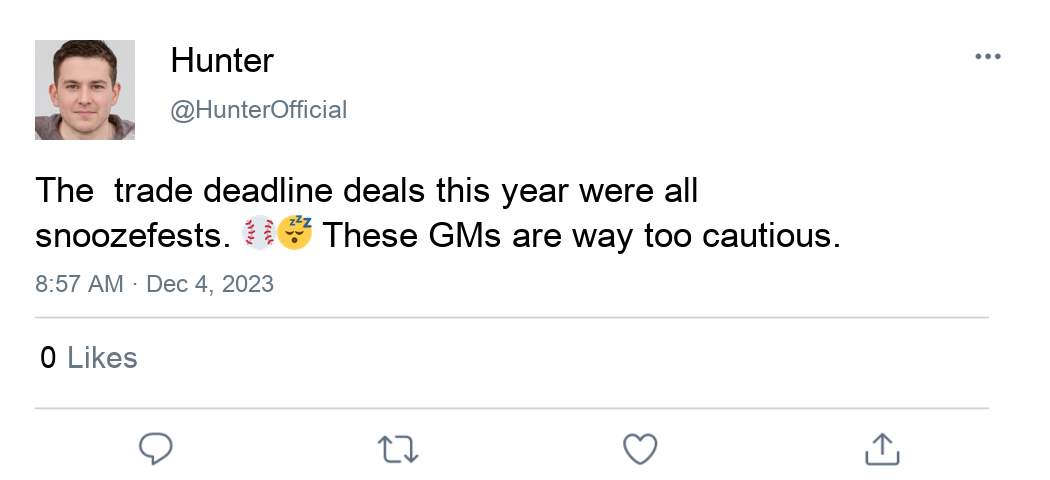 Hunter
@HunterOfficial
The  trade deadline deals this year were all
snoozefests. ⚾😴 These GMs are way too cautious.
8:57 AM · Dec 4, 2023
0 Likes